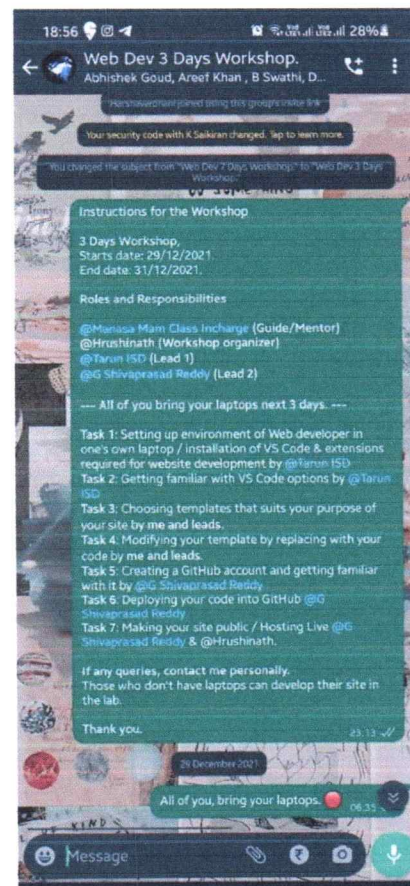 18:56 28%
Web Dev 3 Days Workshop.
Abhishek Goud, Areef Khan , B Swathi, D...
joined using this group's invite link
Your security code with K Saikiran changed. Tap to learn more.
You changed the subject from "Web Dev 2 Days Workshop" to "Web Dev 3 Days
Workshop."
Instructions for the Workshop
3 Days Workshop,
Starts date: 29/12/2021.
End date: 31/12/2021.
Roles and Responsibilities
@Manasa Mam Class Incharge (Guide/Mentor)
@Hrushinath (Workshop organizer)
@Tarun ISD (Lead 1)
@G Shivaprasad Reddy (Lead 2)
--- All of you bring your laptops next 3 days. ---
Task 1: Setting up environment of Web developer in
one's own laptop / installation of VS Code & extensions
required for website development by @Tarun ISD
Task 2: Getting familiar with VS Code options by @Tarun
ISD
Task 3: Choosing templates that suits your purpose of
your site by me and leads.
Task 4: Modifying your template by replacing with your
code by me and leads.
Task 5: Creating a GitHub account and getting familiar
with it by @G Shivaprasad Reddy
Task 6: Deploying your code into GitHub @G
Shivaprasad Reddy
Task 7: Making your site public / Hosting Live @G
Shivaprasad Reddy & @Hrushinath.
If any queries, contact me personally.
Those who don't have laptops can develop their site in
the lab.
Thank you.
23:13
29 December 2021
All of you, bring your laptops.
06:35
Message